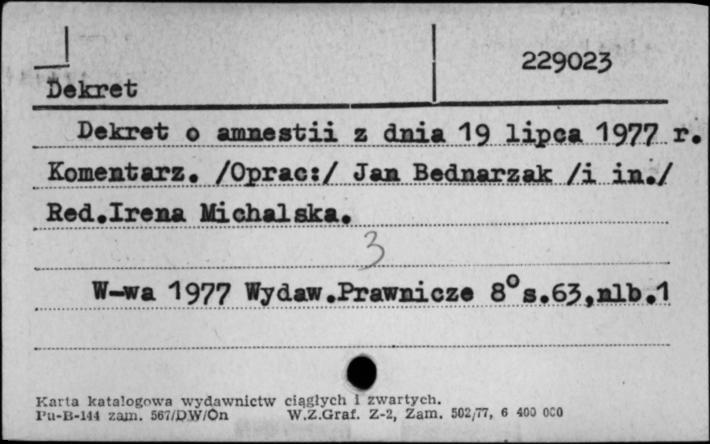 229023
Dekret
Dekret o amnestii z dnia 19 lipca 1977 r.
Komentarz. /Oprac:/ Jan Bednarzak /i in./
Red.Irena Michalska.
3
W-wa 1977 Wydaw.Prawnicze 8° s.63,nlb.1
Karta katalogowa wydawnictw ciągłych i zwartych.
Pu-B-144 zam. 567/DW/On W.Z.Graf. Z-2, Zam. 502/77, 6 400 000